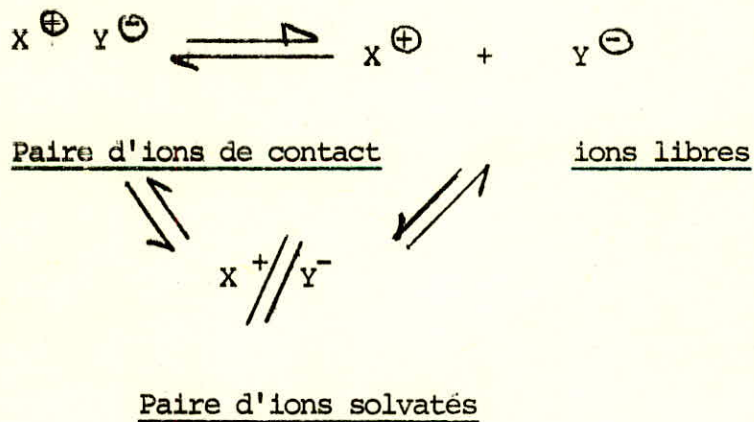 X⊕ Y⊖ ⇌ X⊕ + Y⊖
Paire d'ions de contact ions libres
X+//Y-
Paire d'ions solvatés